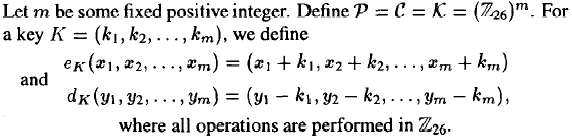 Let m be some fixed positive integer. Define 𝒫 = 𝒞 = 𝒦 = (ℤ₂₆)ᵐ. For
a key K = (k₁, k₂, . . . , kₘ), we define
e_K(x₁, x₂, . . . , xₘ) = (x₁ + k₁, x₂ + k₂, . . . , xₘ + kₘ)
and
d_K(y₁, y₂, . . . , yₘ) = (y₁ − k₁, y₂ − k₂, . . . , yₘ − kₘ),
where all operations are performed in ℤ₂₆.